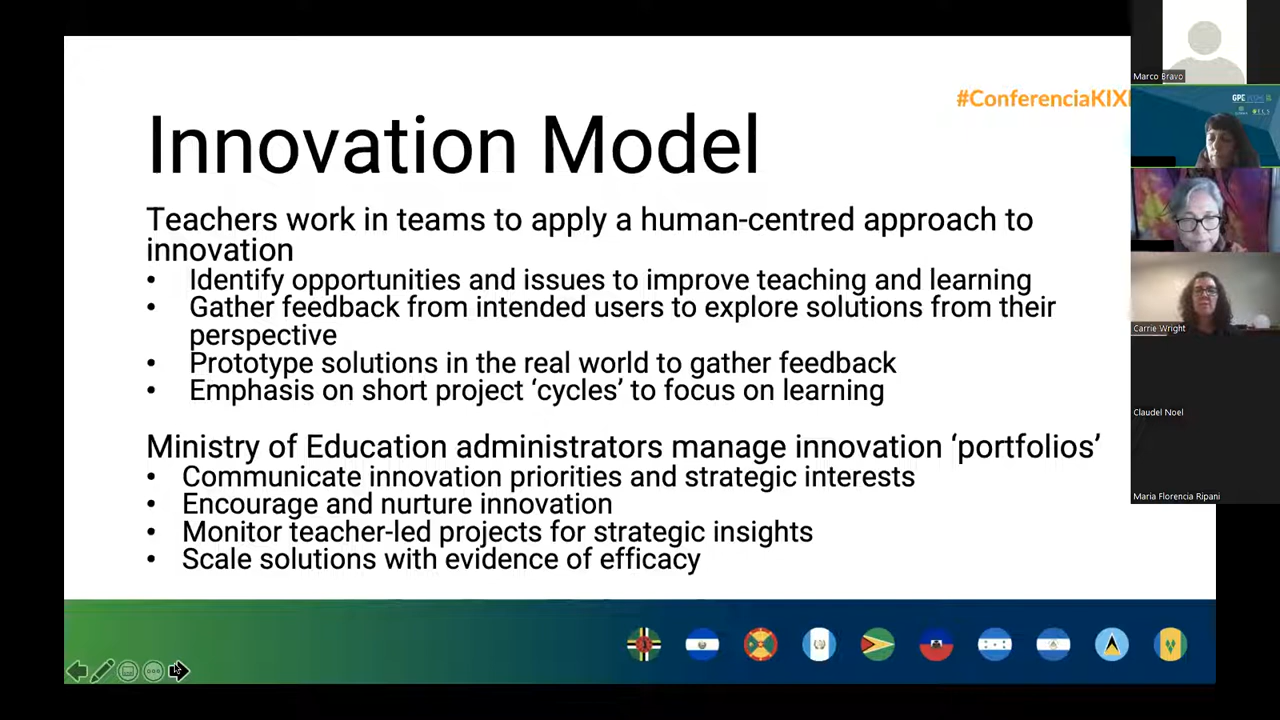 #ConferenciaKIX
Innovation Model
Teachers work in teams to apply a human-centred approach to
innovation
• Identify opportunities and issues to improve teaching and learning
• Gather feedback from intended users to explore solutions from their
perspective
• Prototype solutions in the real world to gather feedback
• Emphasis on short project ‘cycles’ to focus on learning
Ministry of Education administrators manage innovation ‘portfolios’
• Communicate innovation priorities and strategic interests
• Encourage and nurture innovation
• Monitor teacher-led projects for strategic insights
• Scale solutions with evidence of efficacy
Marco Bravo
GPE
Carrie Wright
Claudel Noel
Maria Florencia Ripani